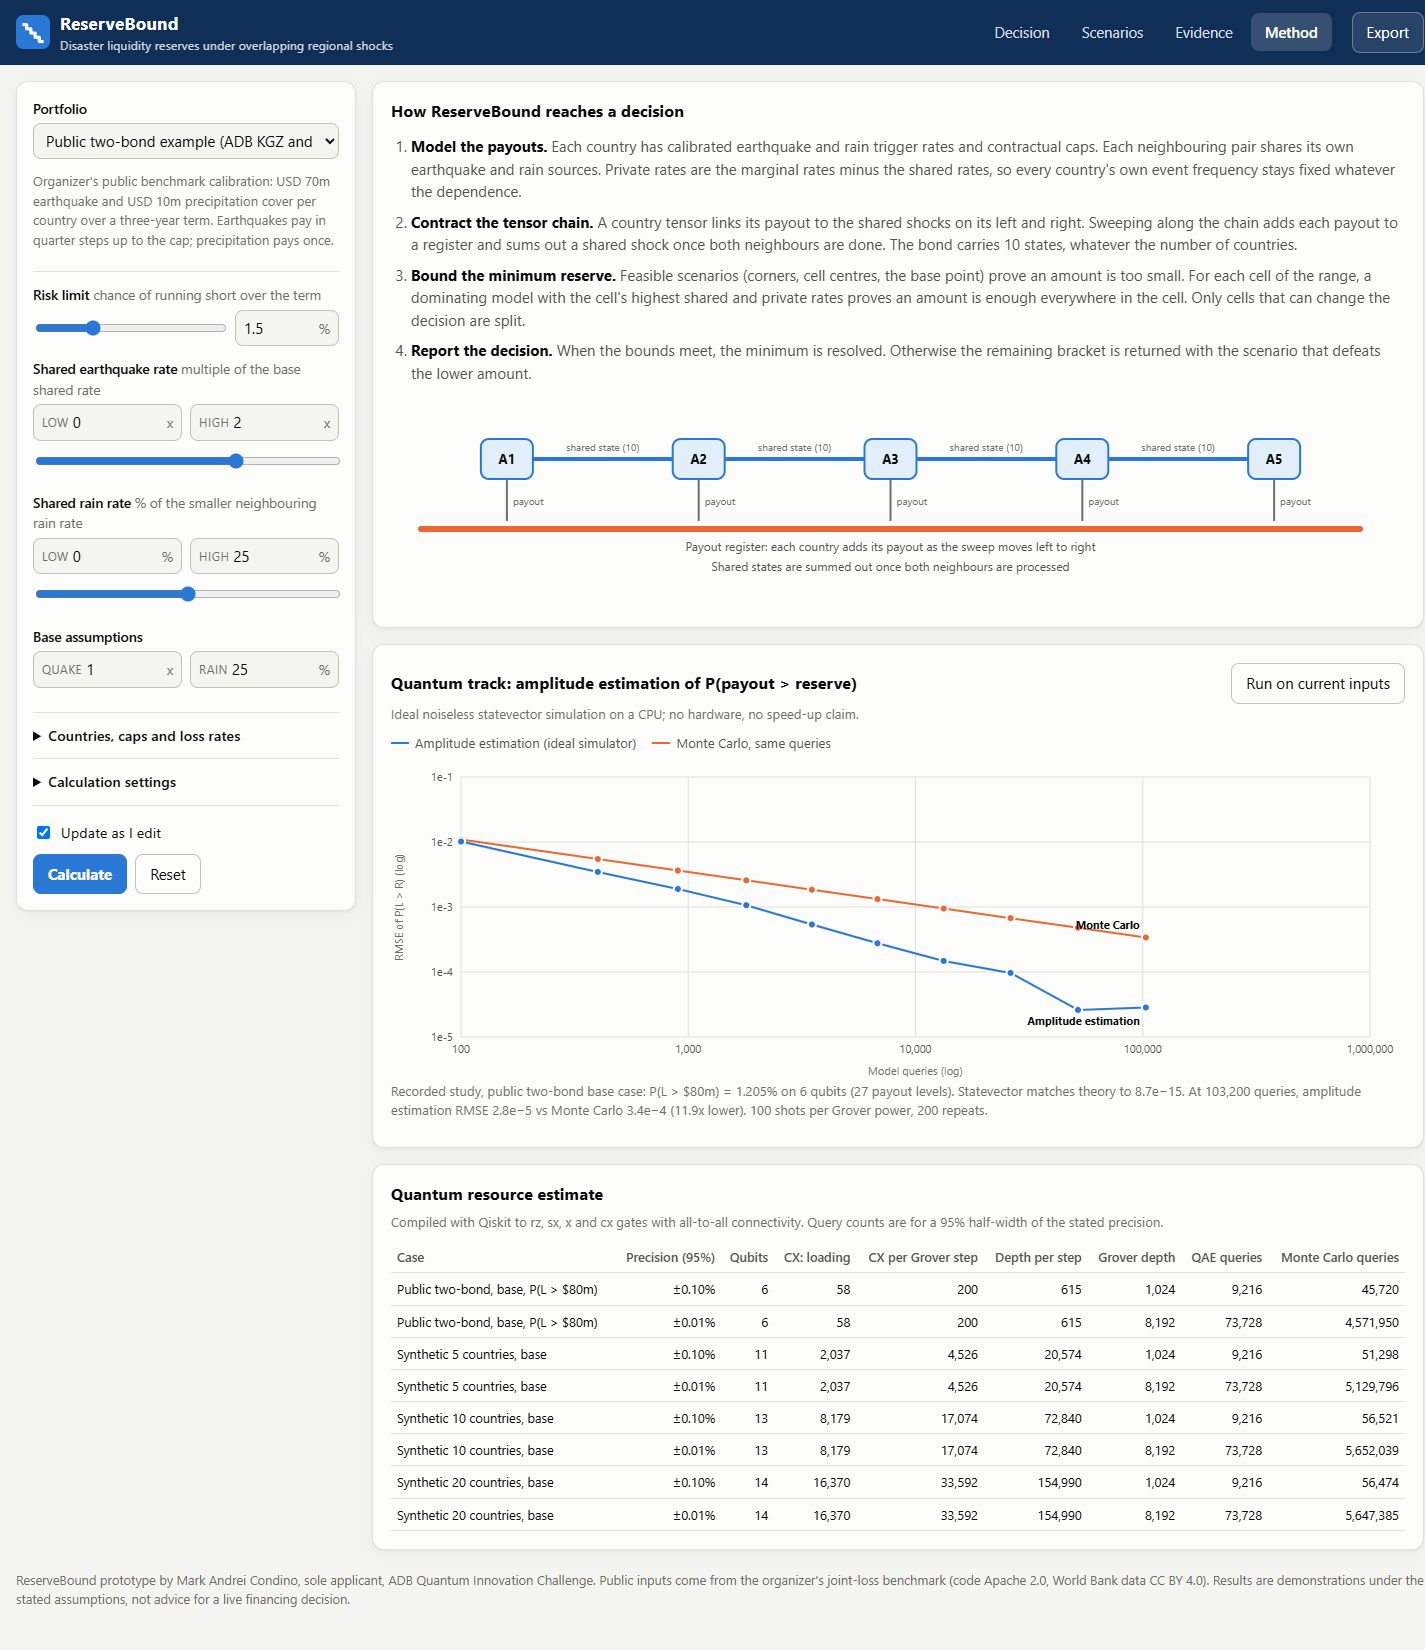 ReserveBound
Disaster liquidity reserves under overlapping regional shocks
Decision
Scenarios
Evidence
Method
Export
Portfolio
Public two-bond example (ADB KGZ and
Organizer's public benchmark calibration: USD 70m
earthquake and USD 10m precipitation cover per
country over a three-year term. Earthquakes pay in
quarter steps up to the cap; precipitation pays once.
Risk limit chance of running short over the term
1.5 %
Shared earthquake rate multiple of the base
shared rate
LOW 0 x
HIGH 2 x
Shared rain rate % of the smaller neighbouring
rain rate
LOW 0 %
HIGH 25 %
Base assumptions
QUAKE 1 x
RAIN 25 %
Countries, caps and loss rates
Calculation settings
Update as I edit
Calculate
Reset
How ReserveBound reaches a decision
1. Model the payouts. Each country has calibrated earthquake and rain trigger rates and contractual caps. Each neighbouring pair shares its own
earthquake and rain sources. Private rates are the marginal rates minus the shared rates, so every country's own event frequency stays fixed whatever
the dependence.
2. Contract the tensor chain. A country tensor links its payout to the shared shocks on its left and right. Sweeping along the chain adds each payout to
a register and sums out a shared shock once both neighbours are done. The bond carries 10 states, whatever the number of countries.
3. Bound the minimum reserve. Feasible scenarios (corners, cell centres, the base point) prove an amount is too small. For each cell of the range, a
dominating model with the cell's highest shared and private rates proves an amount is enough everywhere in the cell. Only cells that can change the
decision are split.
4. Report the decision. When the bounds meet, the minimum is resolved. Otherwise the remaining bracket is returned with the scenario that defeats
the lower amount.
A1 shared state (10) A2 shared state (10) A3 shared state (10) A4 shared state (10) A5
payout payout payout payout payout
Payout register: each country adds its payout as the sweep moves left to right
Shared states are summed out once both neighbours are processed
Quantum track: amplitude estimation of P(payout > reserve)
Run on current inputs
Ideal noiseless statevector simulation on a CPU; no hardware, no speed-up claim.
Amplitude estimation (ideal simulator)
Monte Carlo, same queries
1e-1
1e-2
1e-3
1e-4
1e-5
RMSE of P(L > R) (log)
Monte Carlo
Amplitude estimation
100 1,000 10,000 100,000 1,000,000
Model queries (log)
Recorded study, public two-bond base case: P(L > $80m) = 1.205% on 6 qubits (27 payout levels). Statevector matches theory to 8.7e−15. At 103,200 queries, amplitude
estimation RMSE 2.8e−5 vs Monte Carlo 3.4e−4 (11.9x lower). 100 shots per Grover power, 200 repeats.
Quantum resource estimate
Compiled with Qiskit to rz, sx, x and cx gates with all-to-all connectivity. Query counts are for a 95% half-width of the stated precision.
Case Precision (95%) Qubits CX: loading CX per Grover step Depth per step Grover depth QAE queries Monte Carlo queries
Public two-bond, base, P(L > $80m) ±0.10% 6 58 200 615 1,024 9,216 45,720
Public two-bond, base, P(L > $80m) ±0.01% 6 58 200 615 8,192 73,728 4,571,950
Synthetic 5 countries, base ±0.10% 11 2,037 4,526 20,574 1,024 9,216 51,298
Synthetic 5 countries, base ±0.01% 11 2,037 4,526 20,574 8,192 73,728 5,129,796
Synthetic 10 countries, base ±0.10% 13 8,179 17,074 72,840 1,024 9,216 56,521
Synthetic 10 countries, base ±0.01% 13 8,179 17,074 72,840 8,192 73,728 5,652,039
Synthetic 20 countries, base ±0.10% 14 16,370 33,592 154,990 1,024 9,216 56,474
Synthetic 20 countries, base ±0.01% 14 16,370 33,592 154,990 8,192 73,728 5,647,385
ReserveBound prototype by Mark Andrei Condino, sole applicant, ADB Quantum Innovation Challenge. Public inputs come from the organizer's joint-loss benchmark (code Apache 2.0, World Bank data CC BY 4.0). Results are demonstrations under the
stated assumptions, not advice for a live financing decision.